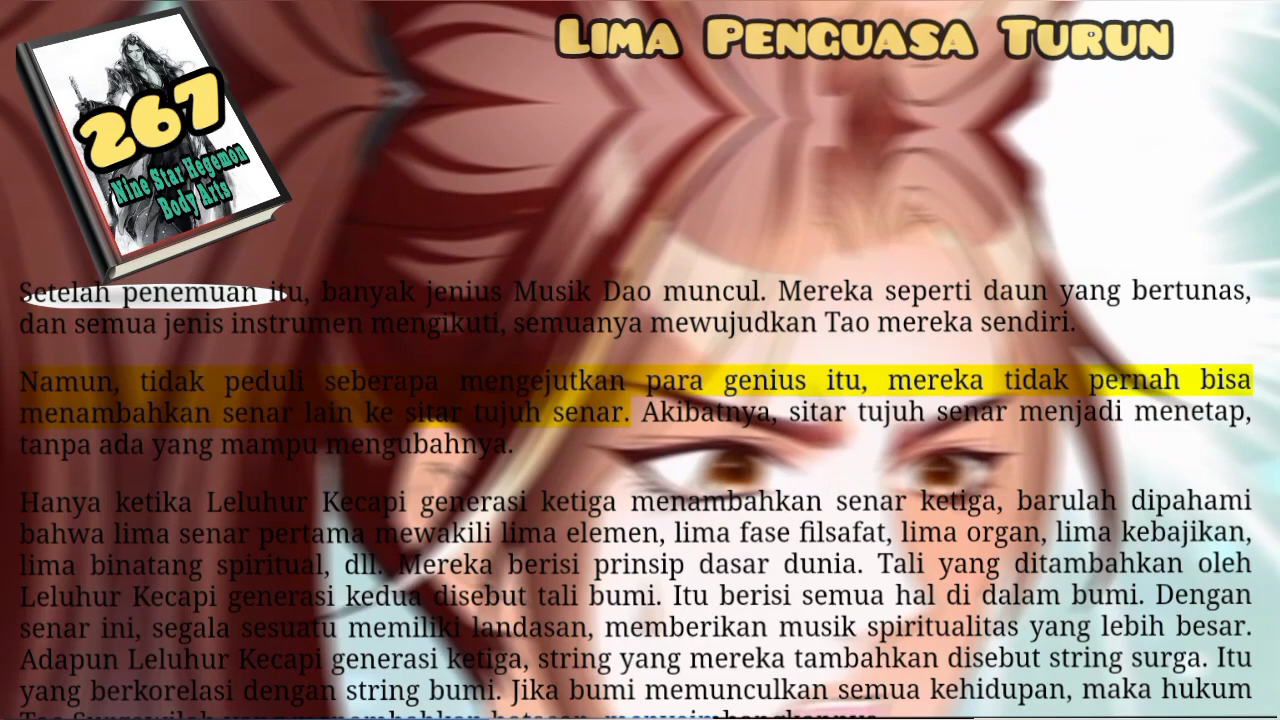 LIMA PENGUASA TURUN
267
Nine Star Hegemon
Body Arts
Setelah penemuan itu, banyak jenius Musik Dao muncul. Mereka seperti daun yang bertunas,
dan semua jenis instrumen mengikuti, semuanya mewujudkan Tao mereka sendiri.
Namun, tidak peduli seberapa mengejutkan para genius itu, mereka tidak pernah bisa
menambahkan senar lain ke sitar tujuh senar. Akibatnya, sitar tujuh senar menjadi menetap,
tanpa ada yang mampu mengubahnya.
Hanya ketika Leluhur Kecapi generasi ketiga menambahkan senar ketiga, barulah dipahami
bahwa lima senar pertama mewakili lima elemen, lima fase filsafat, lima organ, lima kebajikan,
lima binatang spiritual, dll. Mereka berisi prinsip dasar dunia. Tali yang ditambahkan oleh
Leluhur Kecapi generasi kedua disebut tali bumi. Itu berisi semua hal di dalam bumi. Dengan
senar ini, segala sesuatu memiliki landasan, memberikan musik spiritualitas yang lebih besar.
Adapun Leluhur Kecapi generasi ketiga, string yang mereka tambahkan disebut string surga. Itu
yang berkorelasi dengan string bumi. Jika bumi memunculkan semua kehidupan, maka hukum